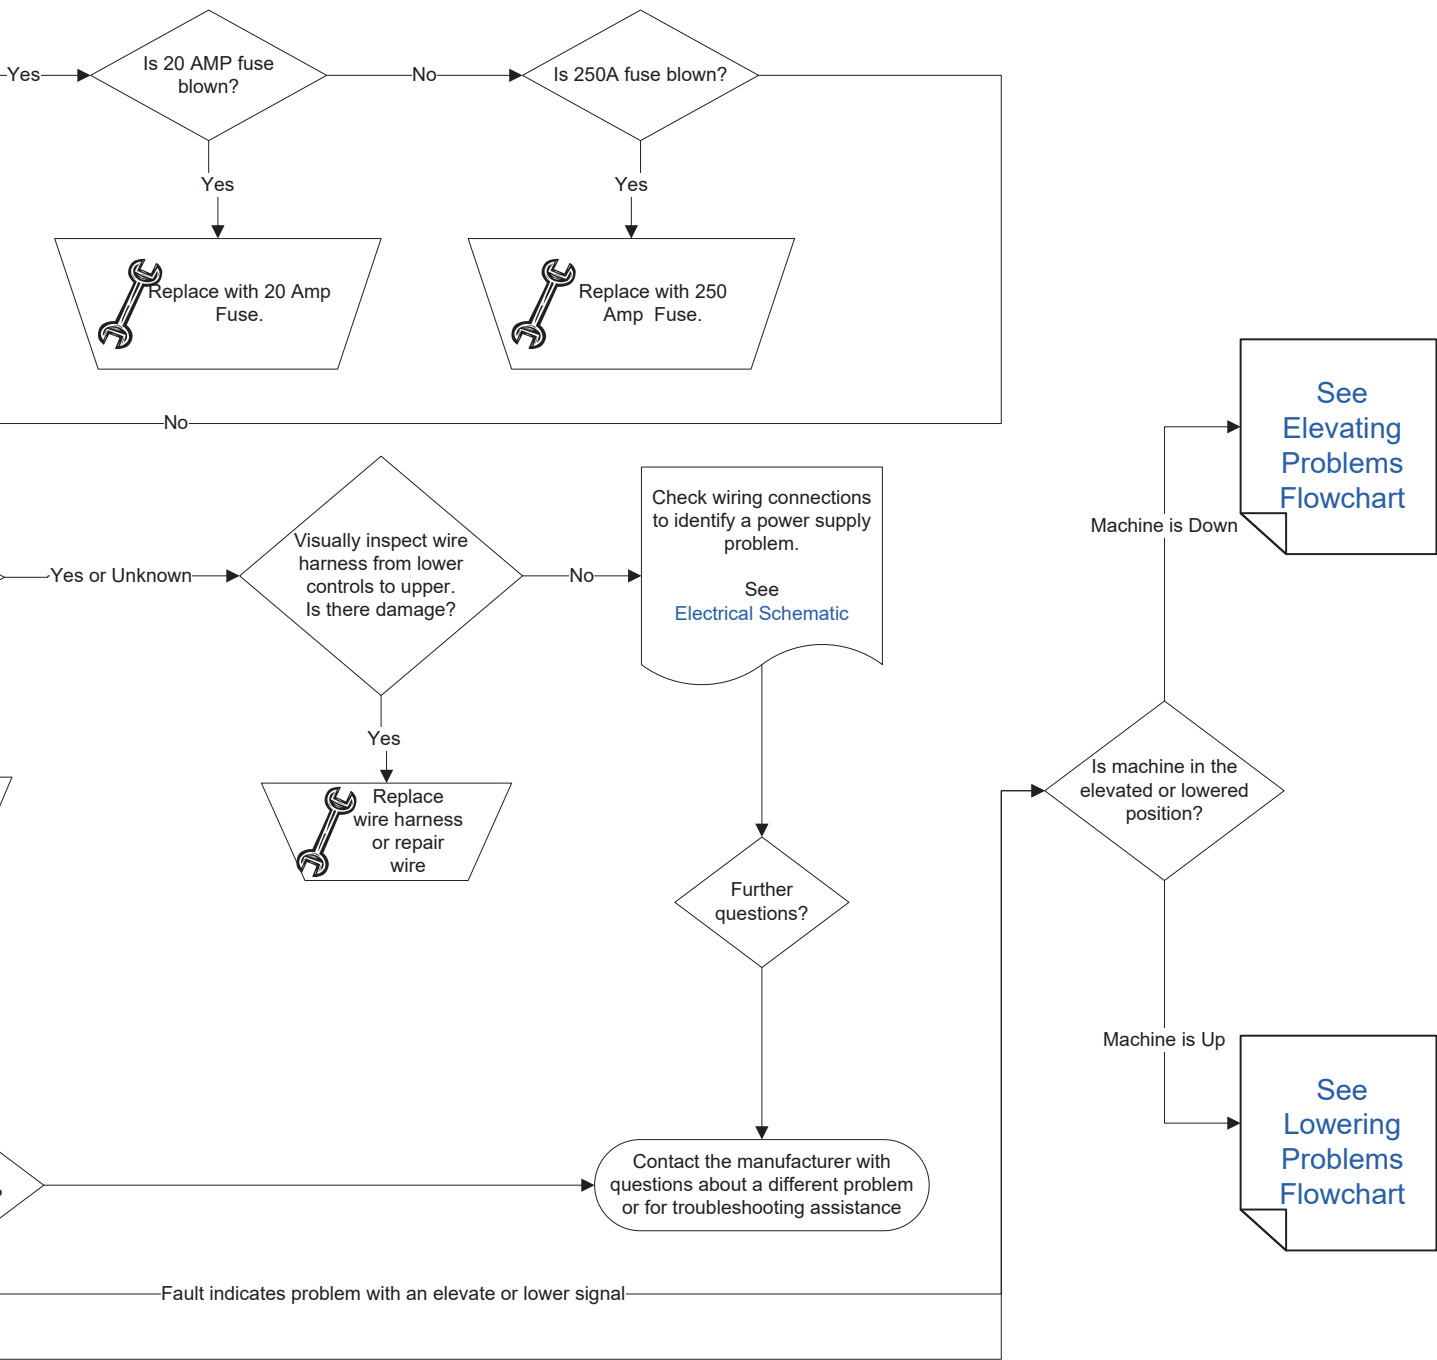 Yes
Is 20 AMP fuse
blown?
No
Is 250A fuse blown?
Yes
Yes
Replace with 20 Amp
Fuse.
Replace with 250
Amp Fuse.
No
See
Elevating
Problems
Flowchart
Machine is Down
Yes or Unknown
Visually inspect wire
harness from lower
controls to upper.
Is there damage?
No
Check wiring connections
to identify a power supply
problem.
See
Electrical Schematic
Yes
Replace
wire harness
or repair
wire
Is machine in the
elevated or lowered
position?
Further
questions?
Machine is Up
See
Lowering
Problems
Flowchart
?
Contact the manufacturer with
questions about a different problem
or for troubleshooting assistance
Fault indicates problem with an elevate or lower signal